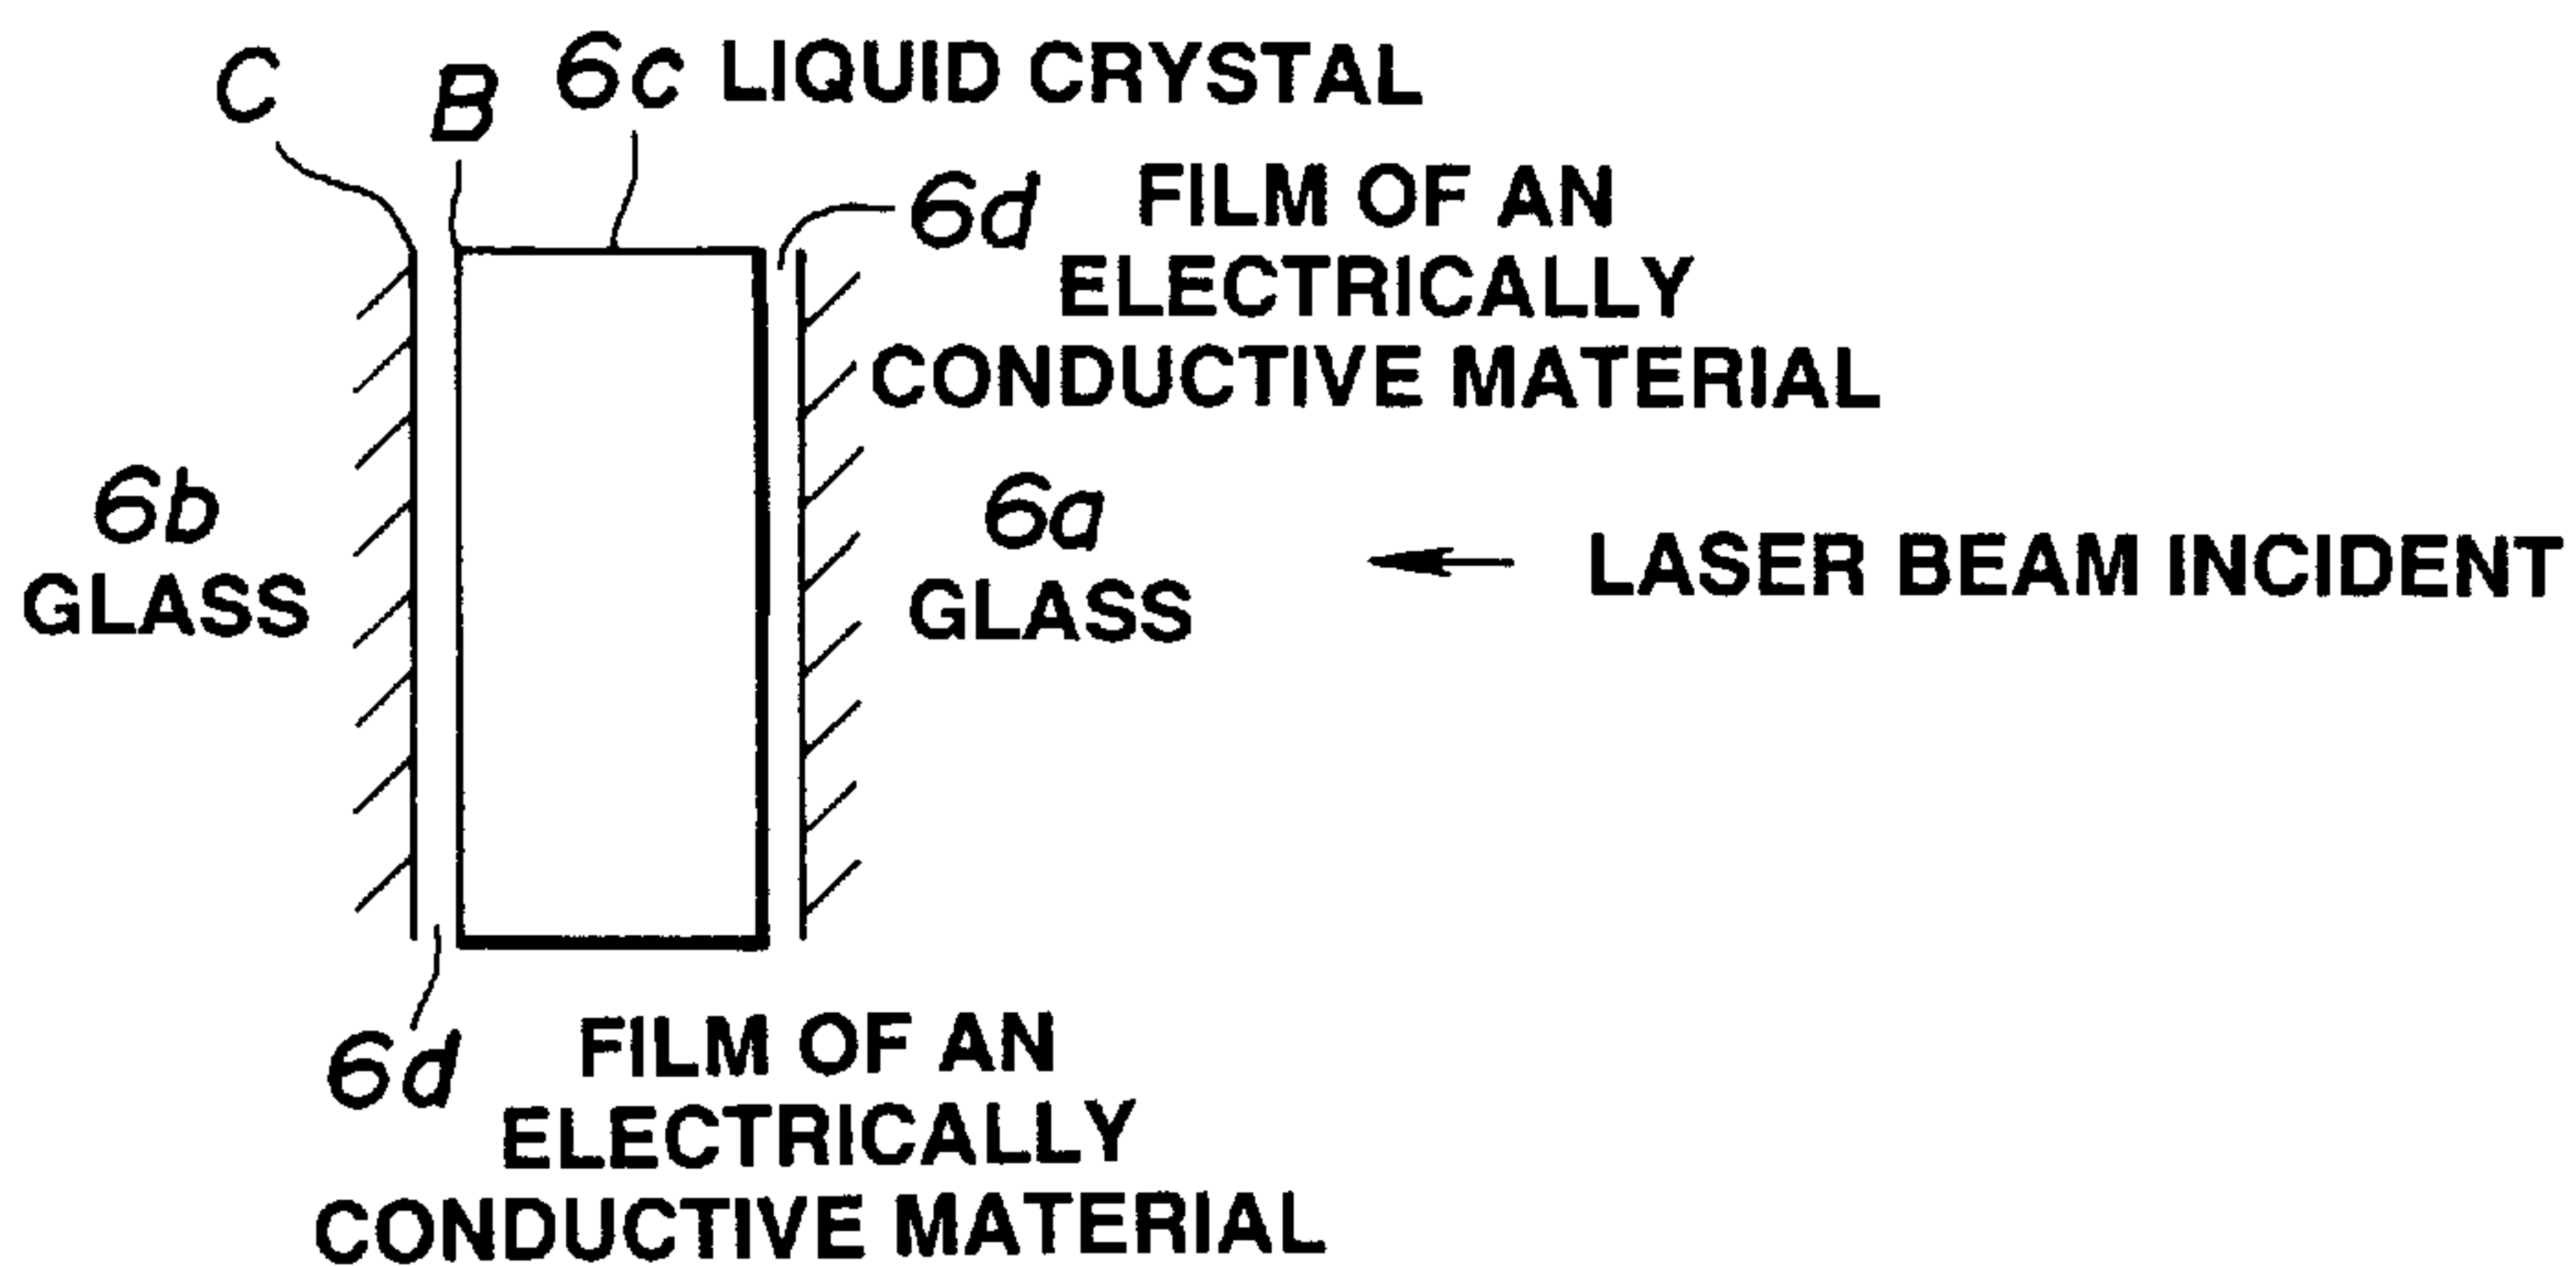 C
B
6c LIQUID CRYSTAL
6d FILM OF AN
ELECTRICALLY
CONDUCTIVE MATERIAL
6b
GLASS
6a
GLASS
LASER BEAM INCIDENT
6d FILM OF AN
ELECTRICALLY
CONDUCTIVE MATERIAL